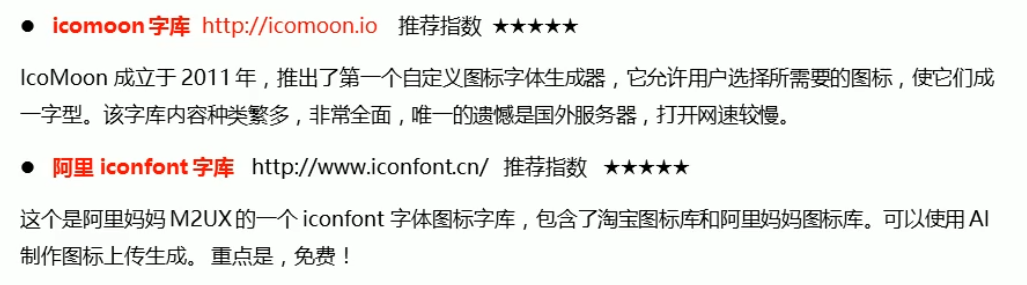 ● icomoon 字库 http://icomoon.io 推荐指数 ★★★★★
IcoMoon 成立于 2011 年，推出了第一个自定义图标字体生成器，它允许用户选择所需要的图标，使它们成
一字型。该字库内容种类繁多，非常全面，唯一的遗憾是国外服务器，打开网速较慢。
● 阿里 iconfont 字库 http://www.iconfont.cn/ 推荐指数 ★★★★★
这个是阿里妈妈 M2UX 的一个 iconfont 字体图标字库，包含了淘宝图标库和阿里妈妈图标库。可以使用 AI
制作图标上传生成。 重点是，免费！